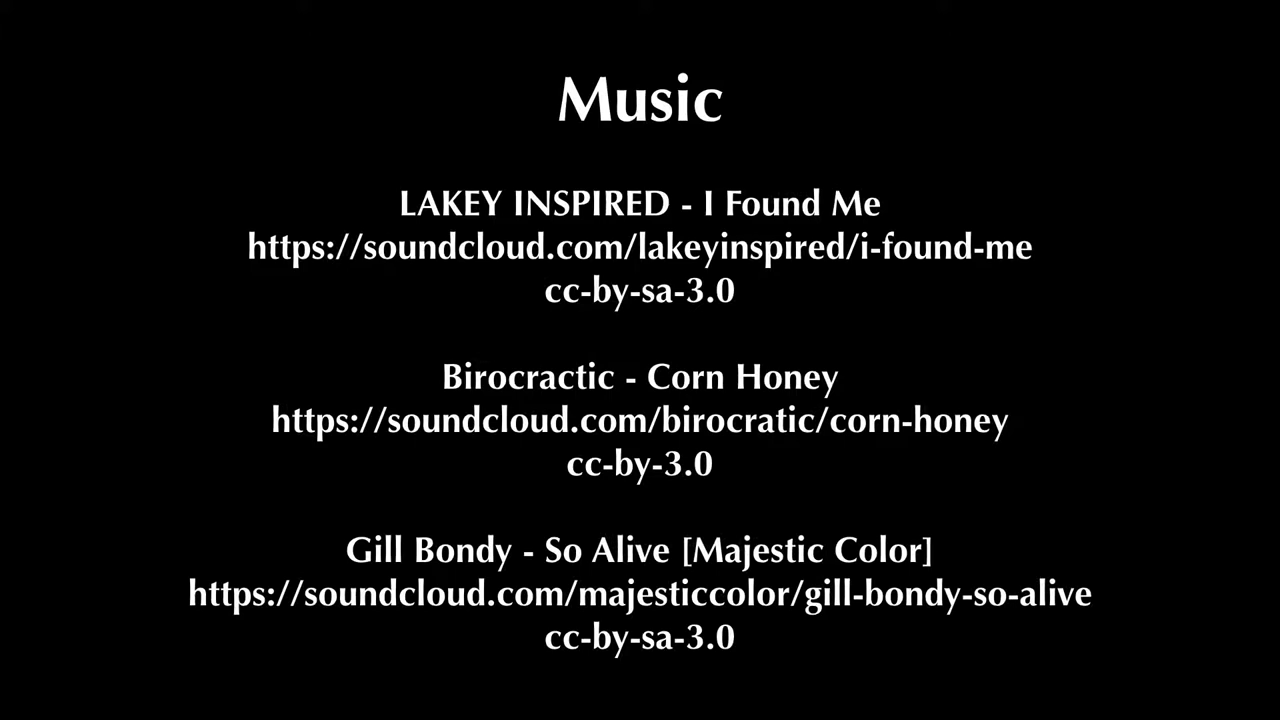 Music
LAKEY INSPIRED - I Found Me
https://soundcloud.com/lakeyinspired/i-found-me
cc-by-sa-3.0
Birocractic - Corn Honey
https://soundcloud.com/birocratic/corn-honey
cc-by-3.0
Gill Bondy - So Alive [Majestic Color]
https://soundcloud.com/majesticcolor/gill-bondy-so-alive
cc-by-sa-3.0